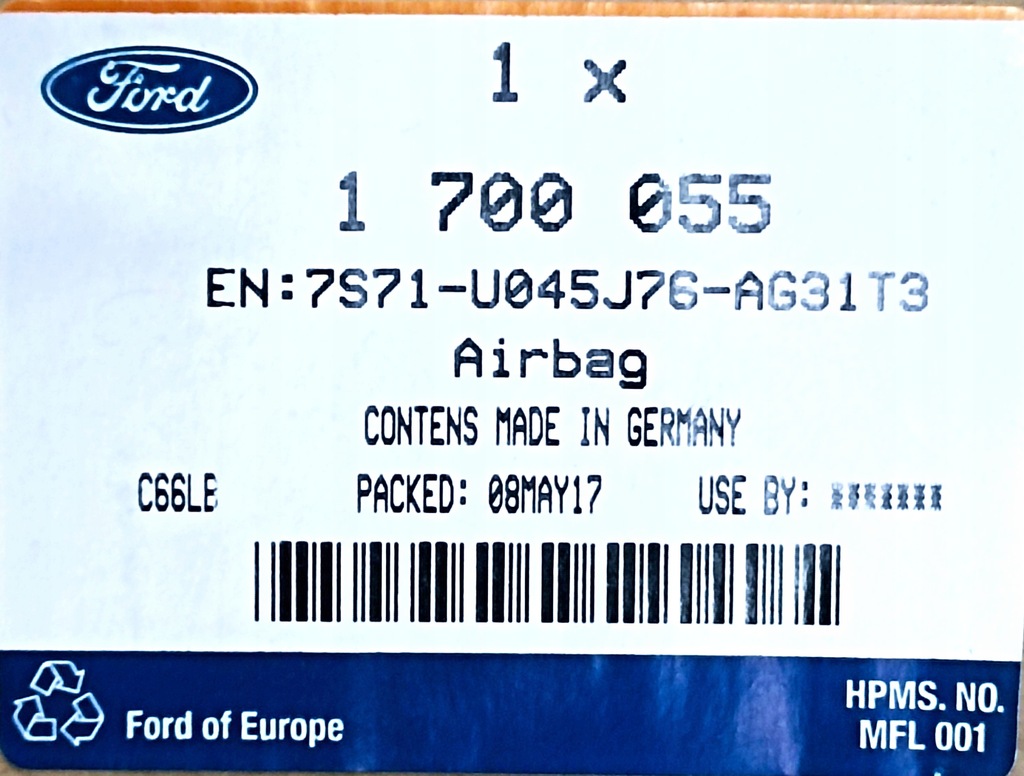 Ford
1 x
1 700 055
EN:7S71-U045J76-AG31T3
Airbag
CONTENS MADE IN GERMANY
C66LB PACKED: 08MAY17 USE BY: *******
Ford of Europe
HPMS. NO.
MFL 001